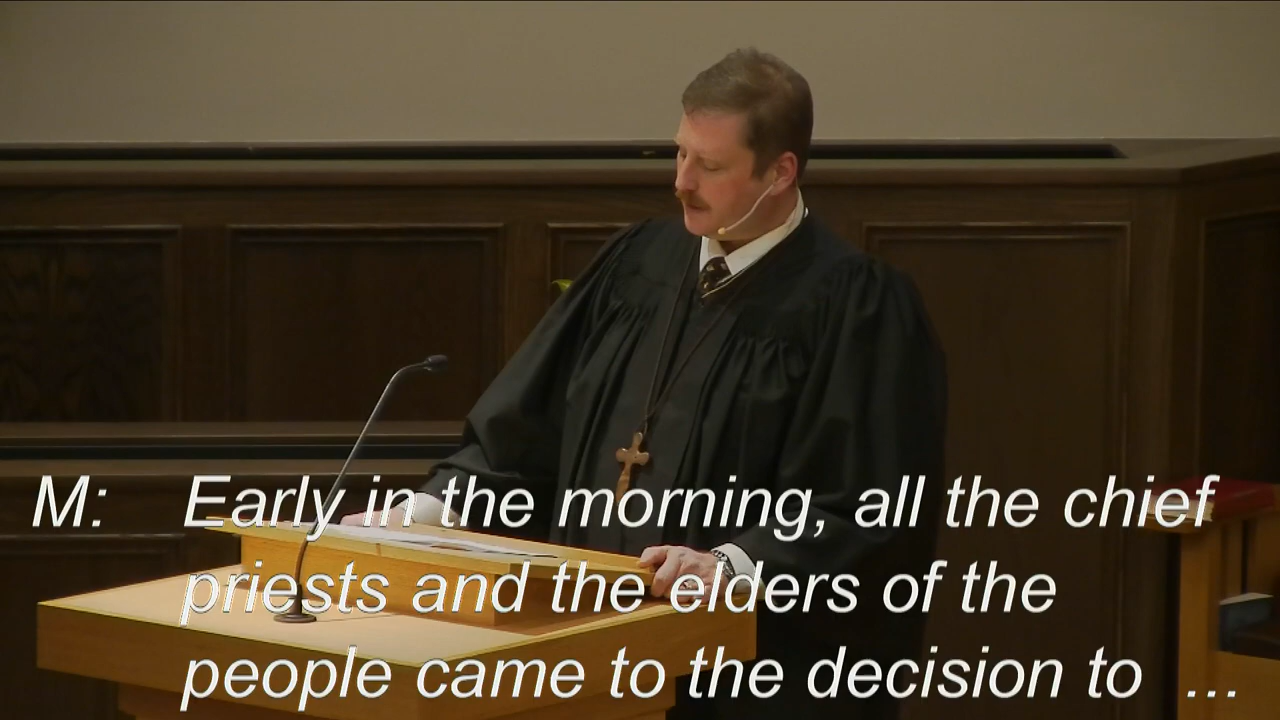 M: Early in the morning, all the chief
priests and the elders of the
people came to the decision to ...